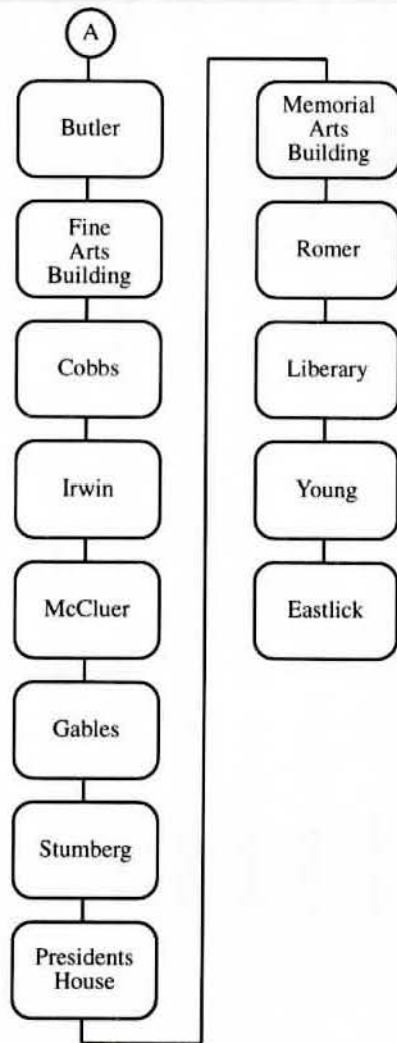 A
Butler
Fine
Arts
Building
Cobbs
Irwin
McCluer
Gables
Stumberg
Presidents
House
Memorial
Arts
Building
Romer
Liberary
Young
Eastlick